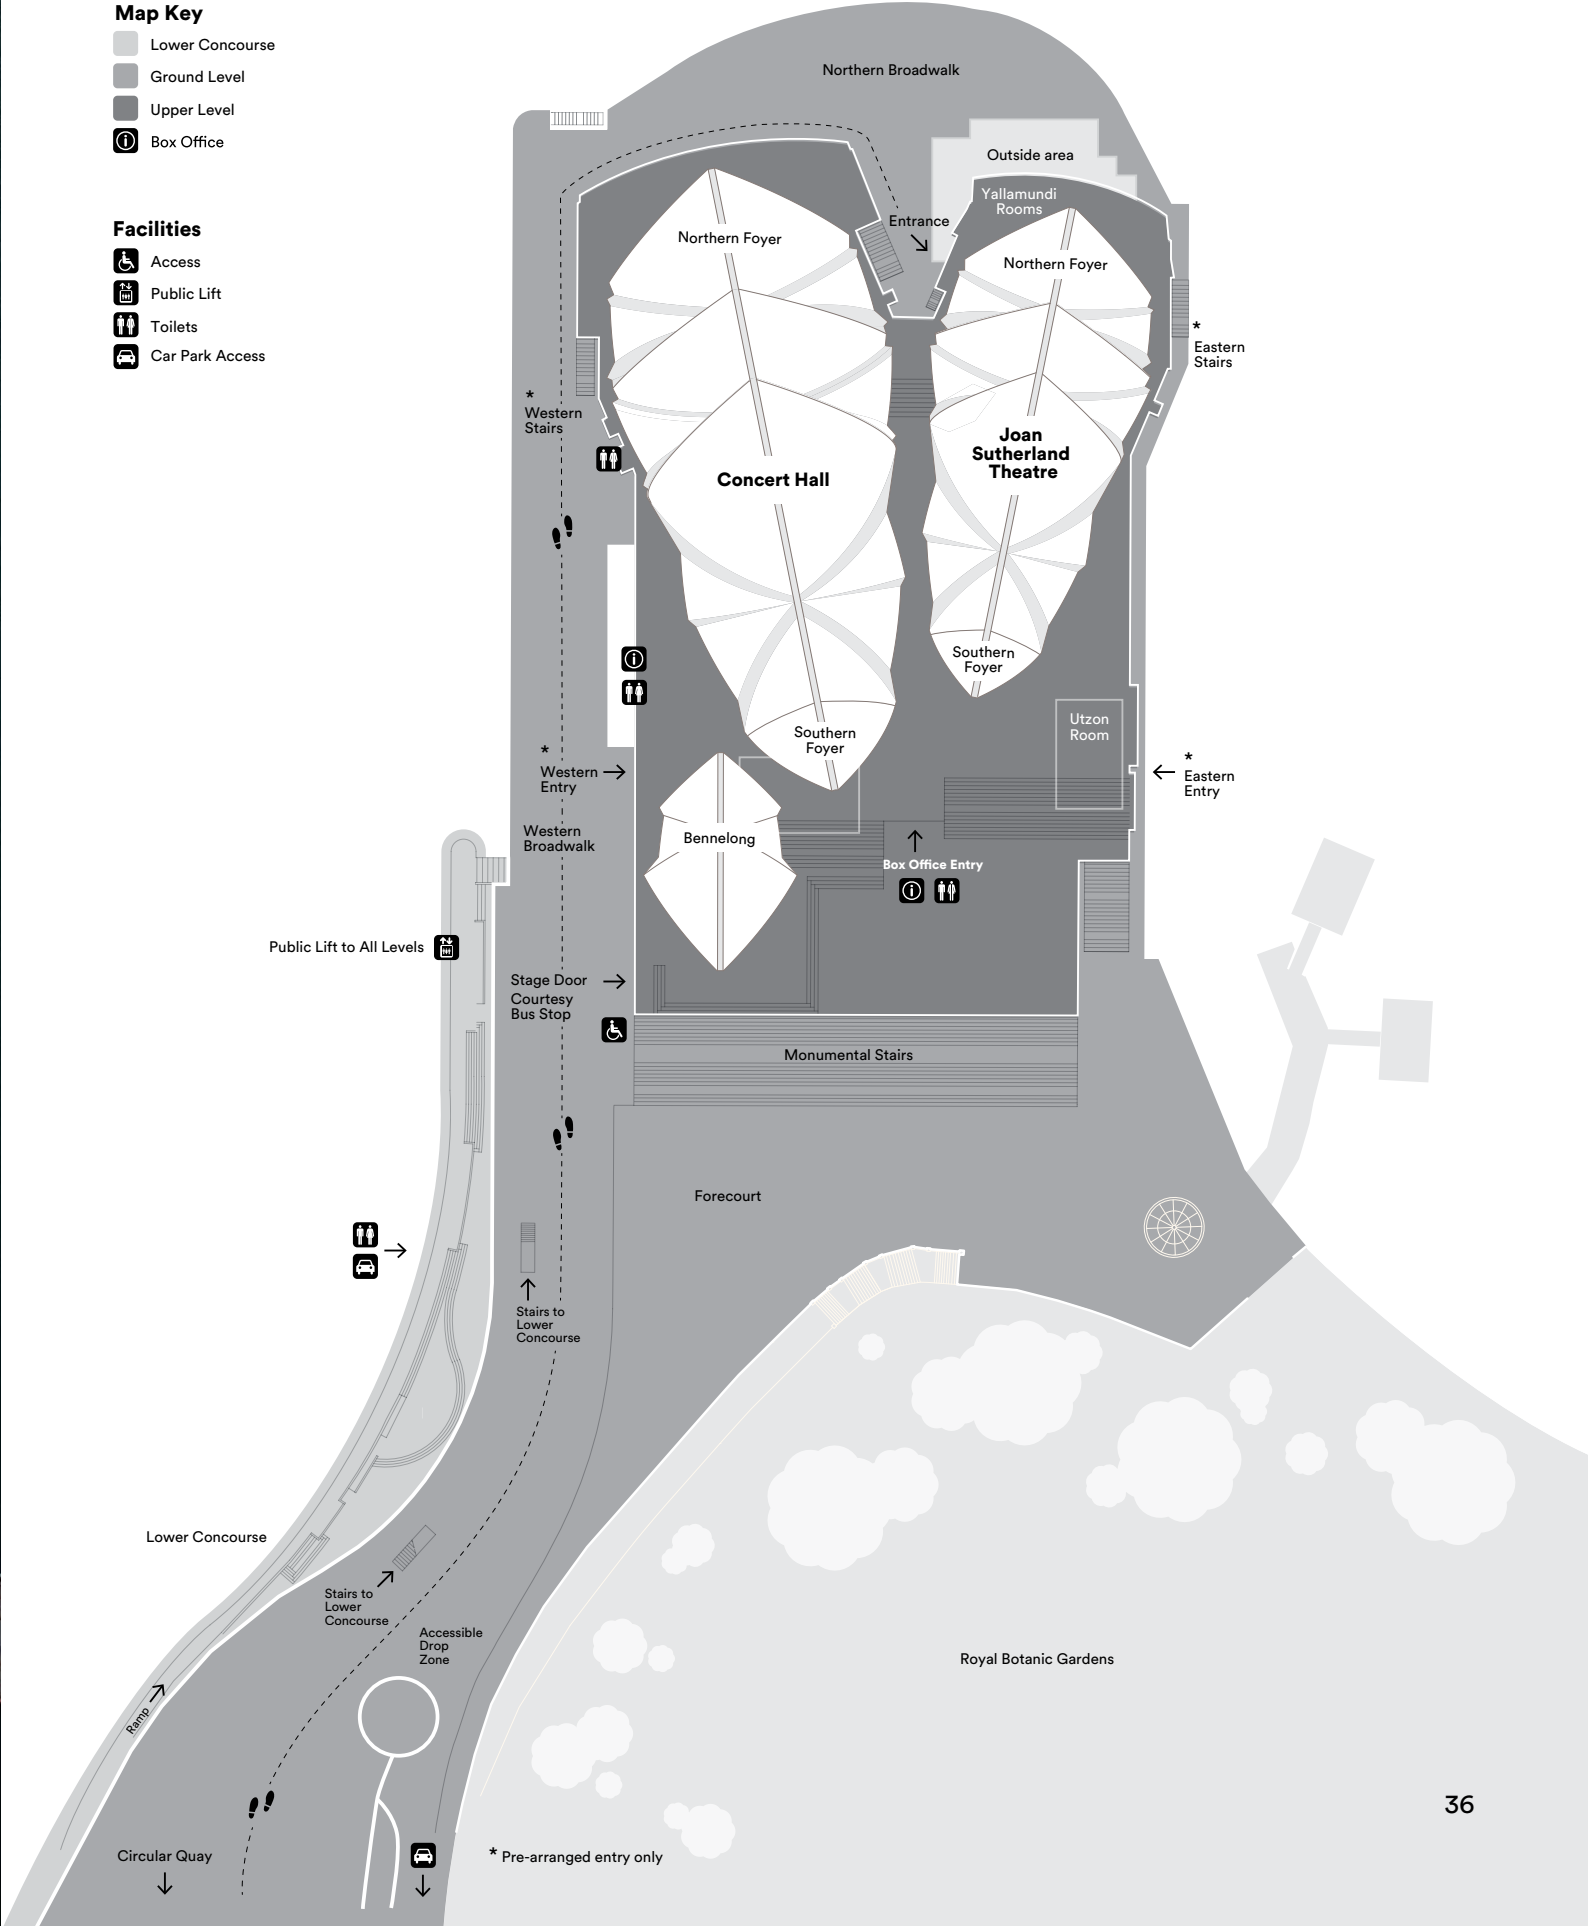 Map Key
Lower Concourse
Ground Level
Upper Level
Box Office
Facilities
Access
Public Lift
Toilets
Car Park Access
Northern Broadwalk
Outside area
Yallamundi
Rooms
Entrance
Northern Foyer
Northern Foyer
*
Eastern
Stairs
*
Western
Stairs
Joan
Sutherland
Theatre
Concert Hall
Southern
Foyer
Utzon
Room
Southern
Foyer
*
Western
Entry
*
Eastern
Entry
Western
Broadwalk
Bennelong
Box Office Entry
Public Lift to All Levels
Stage Door
Courtesy
Bus Stop
Monumental Stairs
Forecourt
Stairs to
Lower
Concourse
Lower Concourse
Stairs to
Lower
Concourse
Accessible
Drop
Zone
Royal Botanic Gardens
Ramp
36
Circular Quay
* Pre-arranged entry only